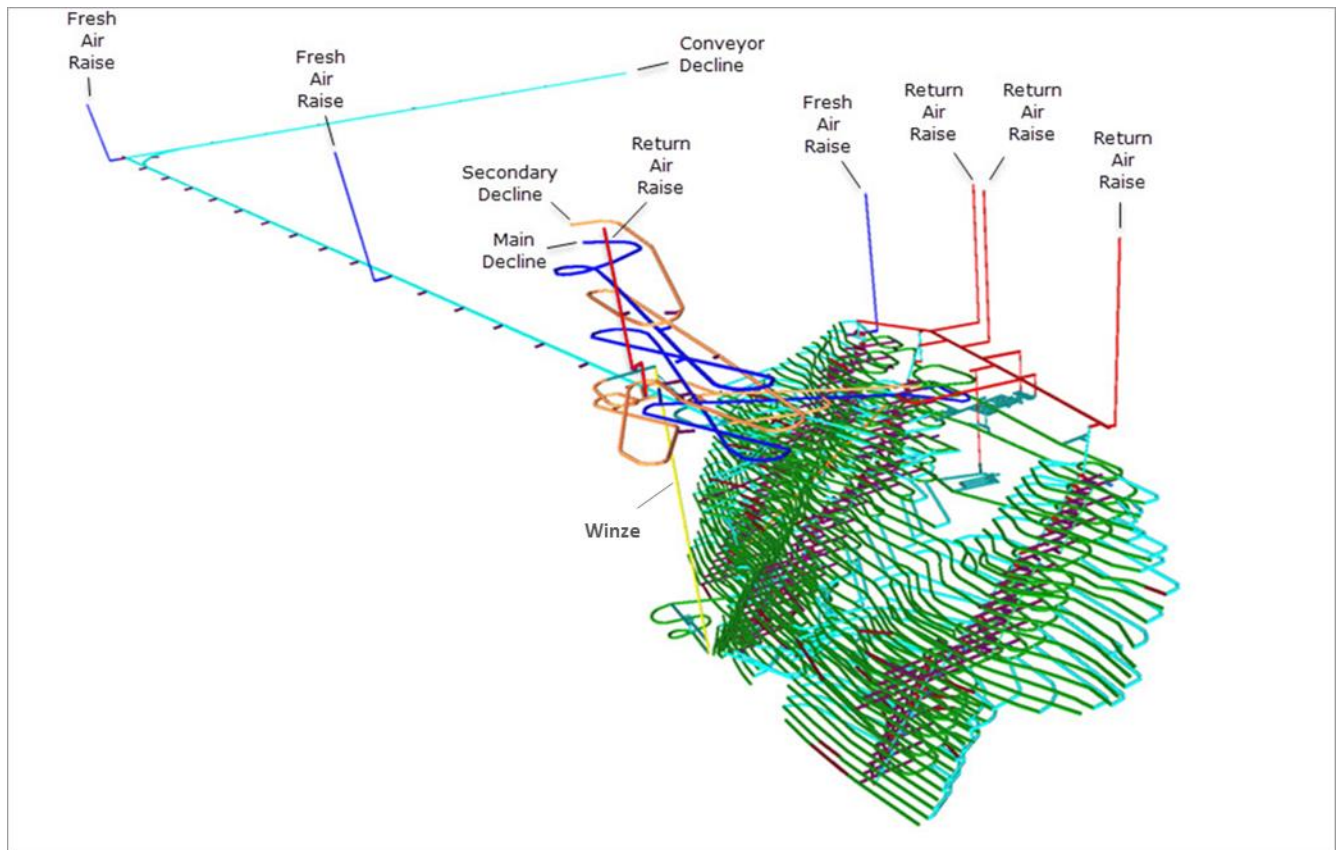 Fresh
Air
Raise
Fresh
Air
Raise
Conveyor
Decline
Secondary
Decline
Return
Air
Raise
Main
Decline
Fresh
Air
Raise
Return
Air
Raise
Return
Air
Raise
Return
Air
Raise
Winze